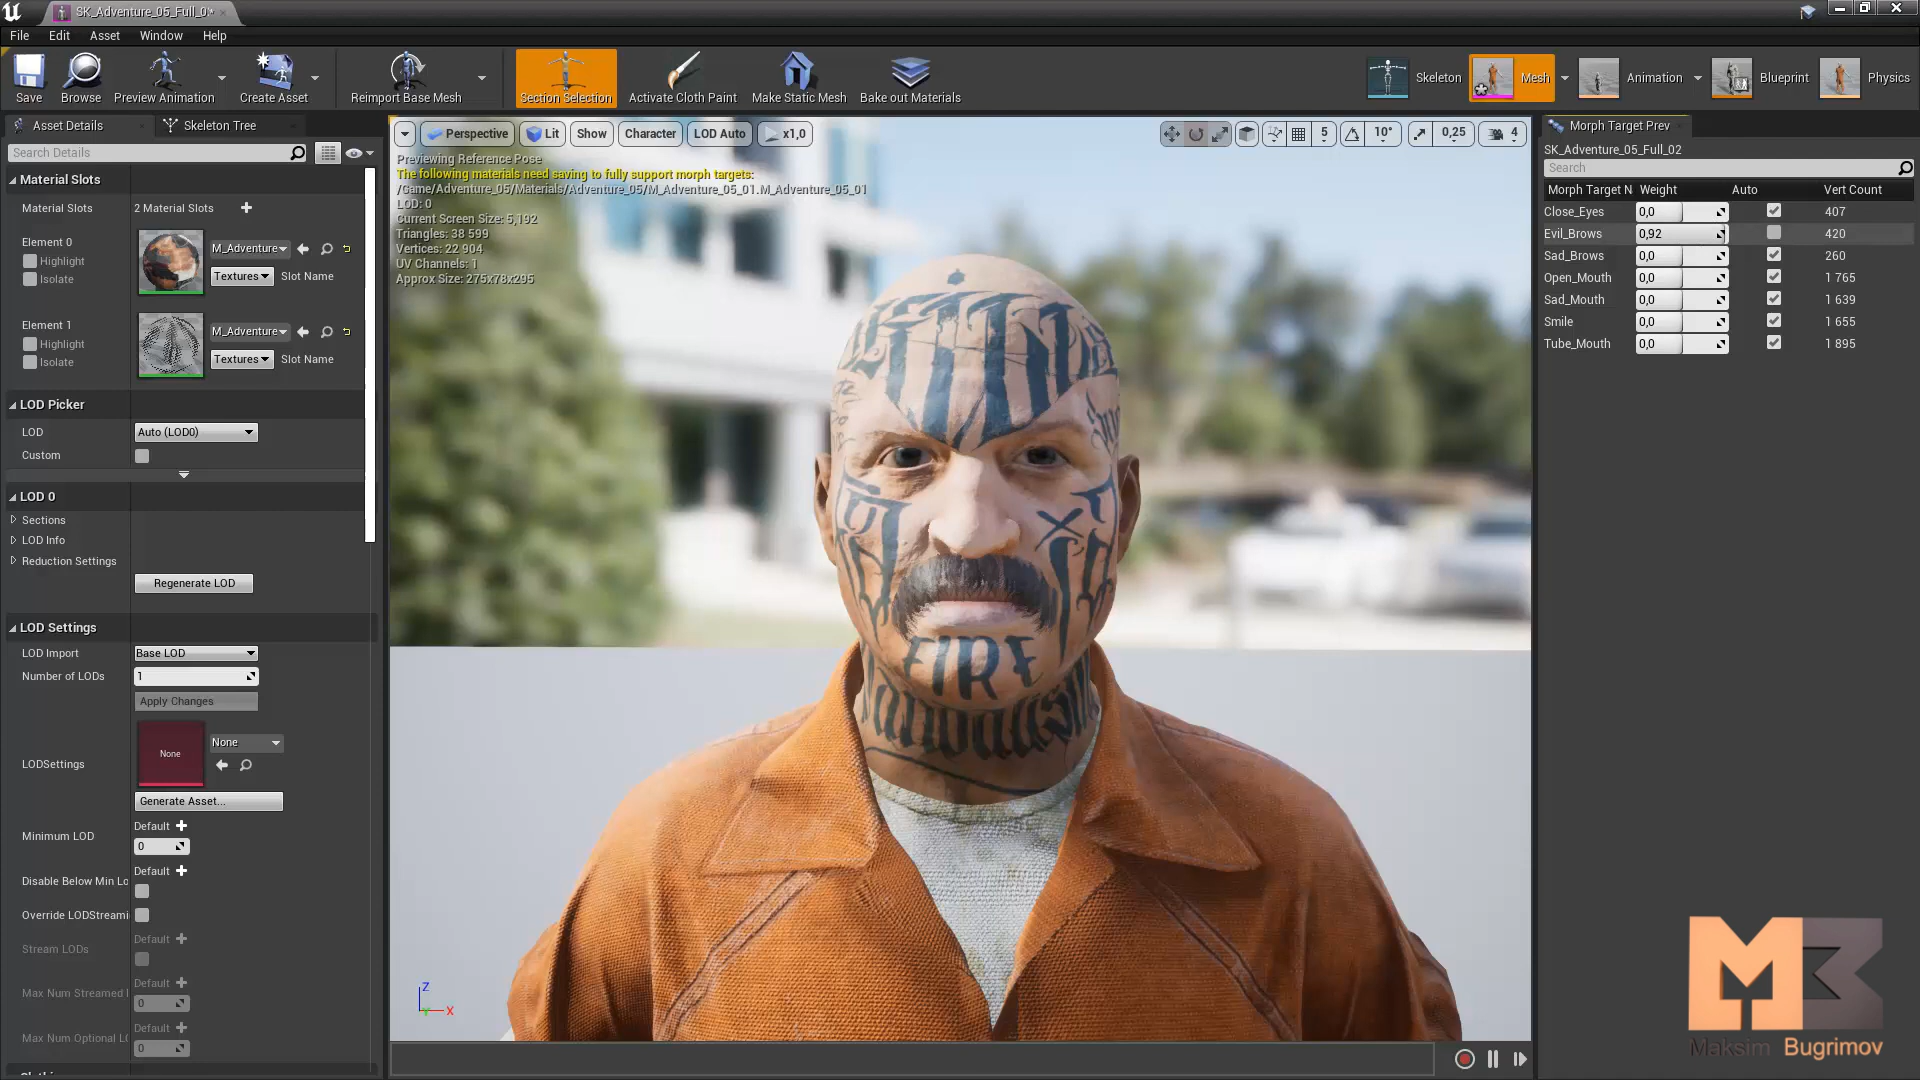 SK_Adventure_05_Full_0*
File Edit Asset Window Help
Save Browse Preview Animation Create Asset Reimport Base Mesh Section Selection Activate Cloth Paint Make Static Mesh Bake out Materials Skeleton Mesh Animation Blueprint Physics
Asset Details Skeleton Tree
Search Details
Material Slots
Material Slots 2 Material Slots
Element 0
Highlight
Isolate
M_Adventure
Textures Slot Name
Element 1
Highlight
Isolate
M_Adventure
Textures Slot Name
LOD Picker
LOD Auto (LOD0)
Custom
LOD 0
Sections
LOD Info
Reduction Settings
Regenerate LOD
LOD Settings
LOD Import Base LOD
Number of LODs 1
Apply Changes
LODSettings None None
Generate Asset...
Minimum LOD Default
0
Disable Below Min Lo Default
Override LODStreami
Stream LODs Default
Max Num Streamed Default
0
Max Num Optional LO Default
0
Perspective Lit Show Character LOD Auto x1,0 5 10° 0,25 4
Previewing Reference Pose
The following materials need saving to fully support morph targets:
/Game/Adventure_05/Materials/Adventure_05/M_Adventure_05_01.M_Adventure_05_01
LOD: 0
Current Screen Size: 5,192
Triangles: 38 599
Vertices: 22 904
UV Channels: 1
Approx Size: 275x78x295
FIRE
Z
Y X
Morph Target Prev
SK_Adventure_05_Full_02
Search
Morph Target N Weight Auto Vert Count
Close_Eyes 0,0 407
Evil_Brows 0,92 420
Sad_Brows 0,0 260
Open_Mouth 0,0 1 765
Sad_Mouth 0,0 1 639
Smile 0,0 1 655
Tube_Mouth 0,0 1 895
Maksim Bugrimov